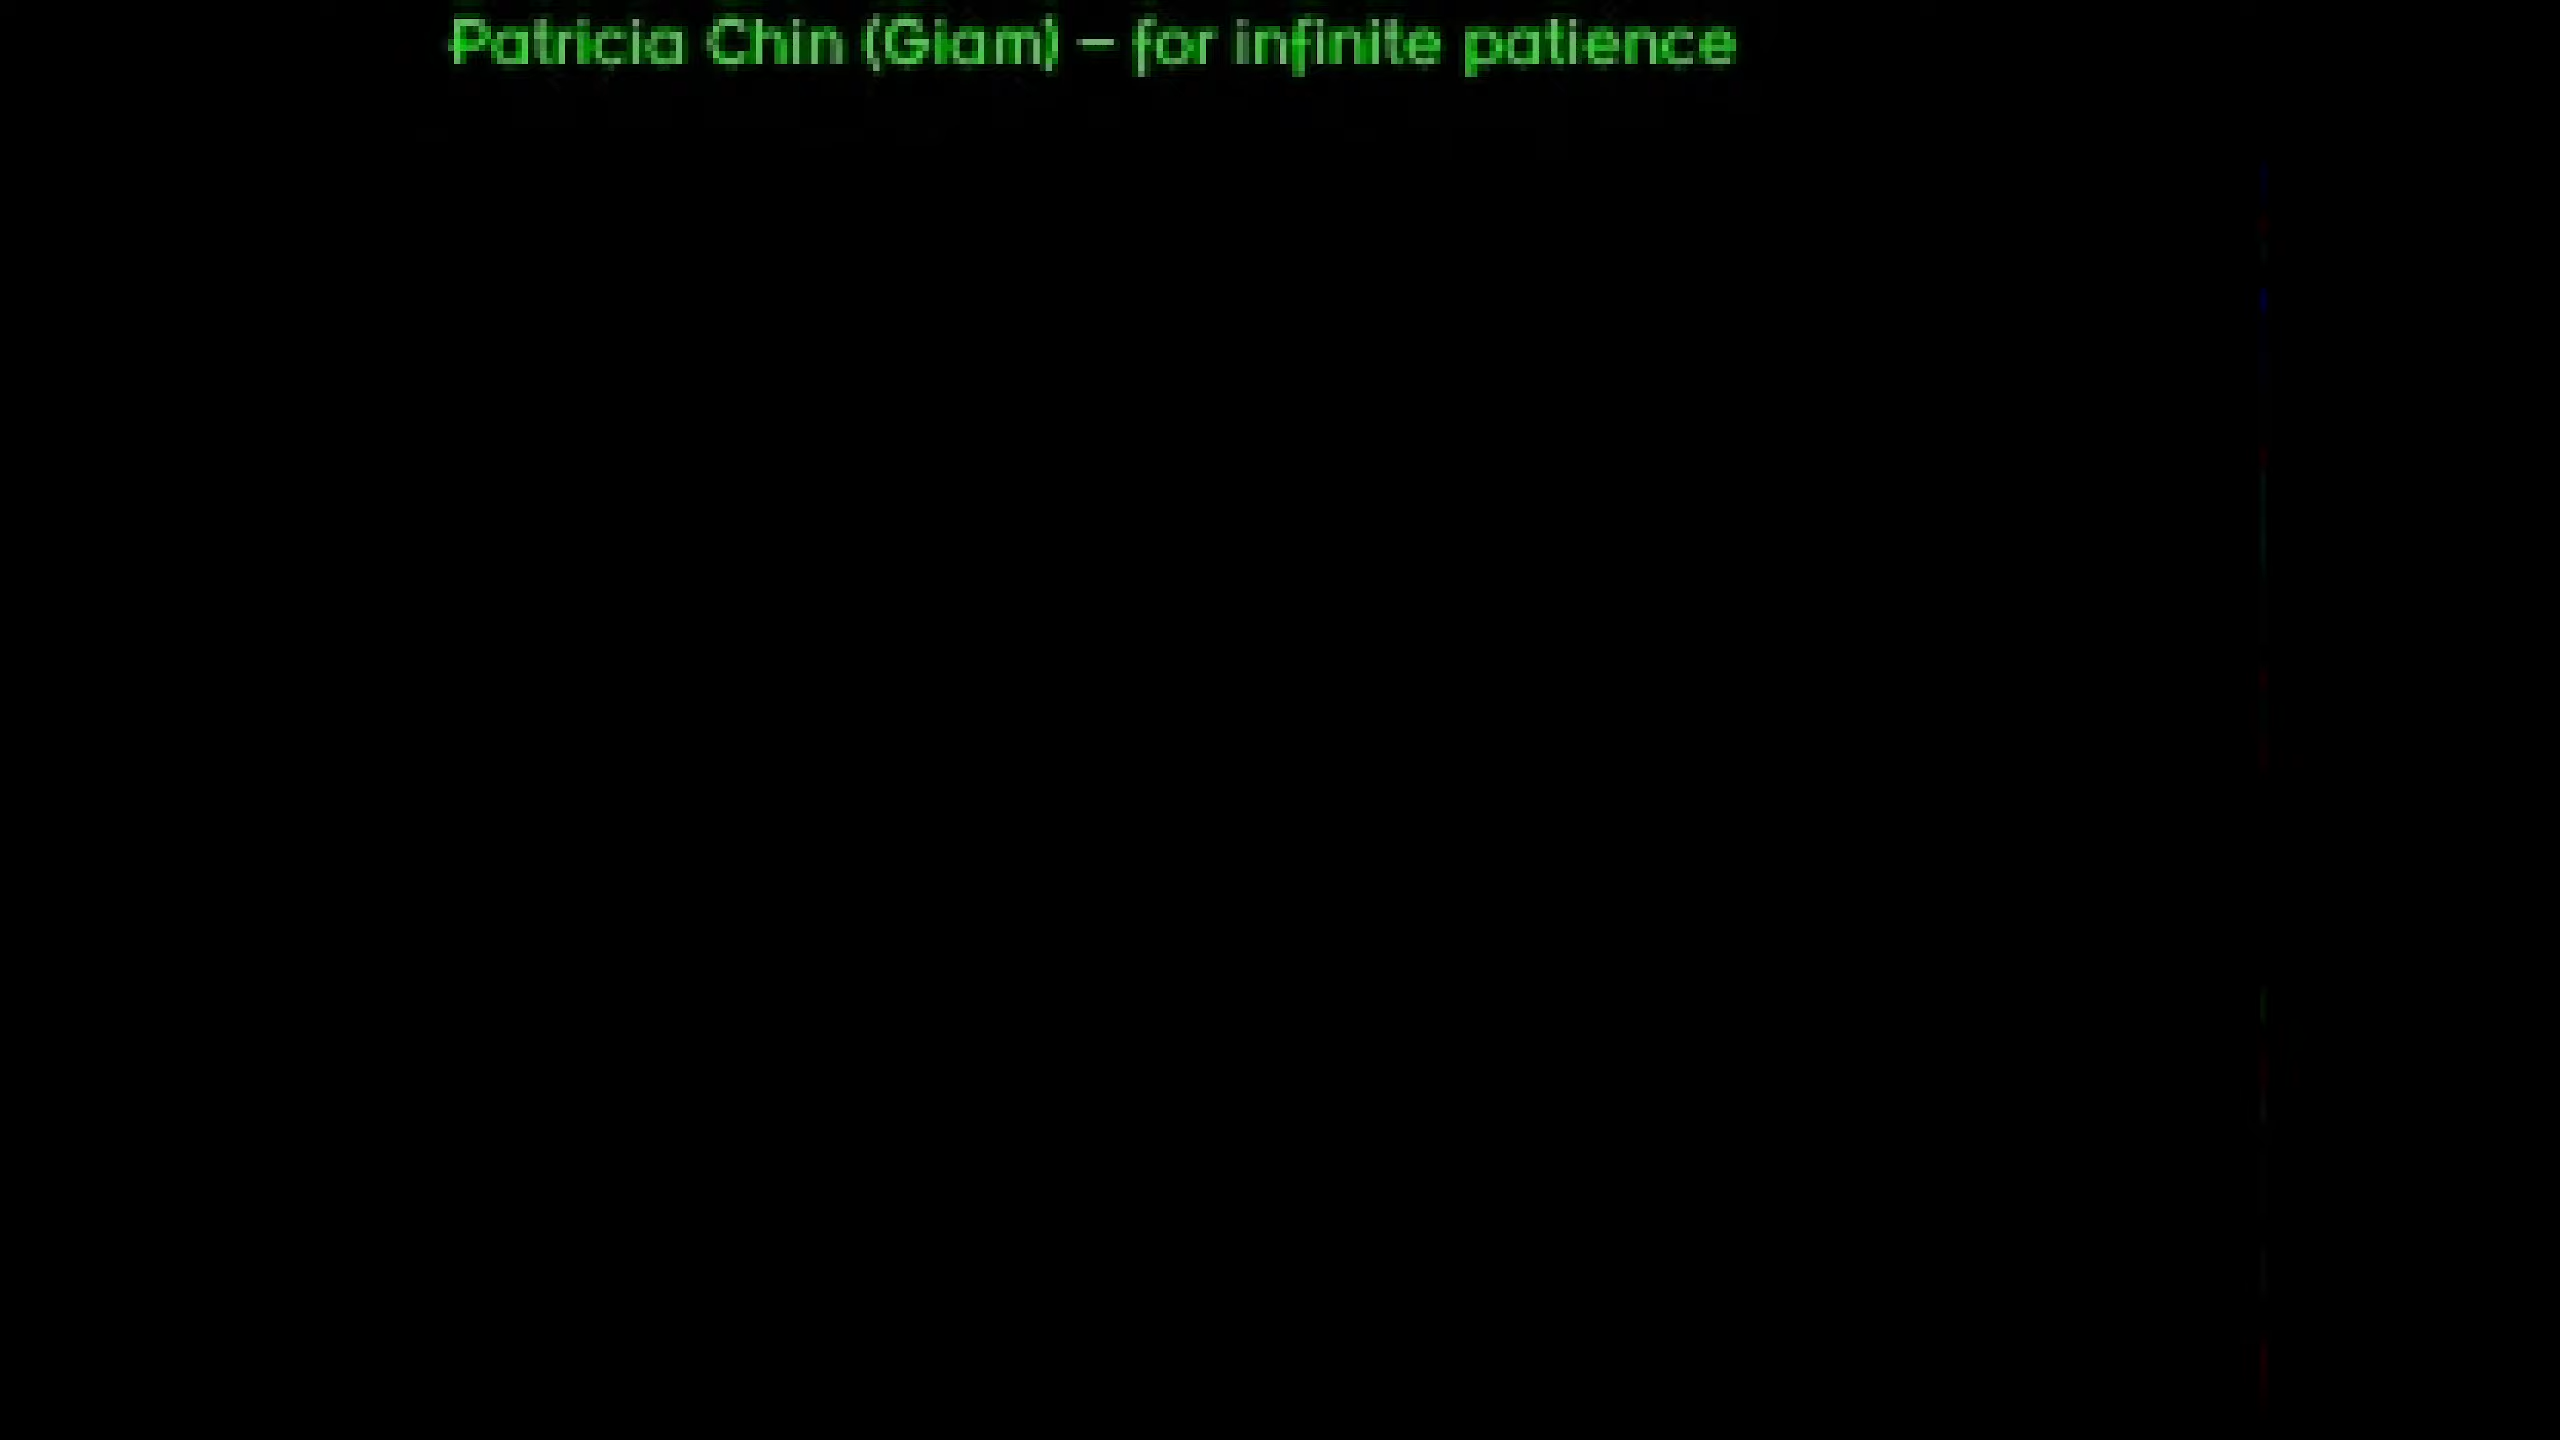 Patricia Chin (Giam) – for infinite patience